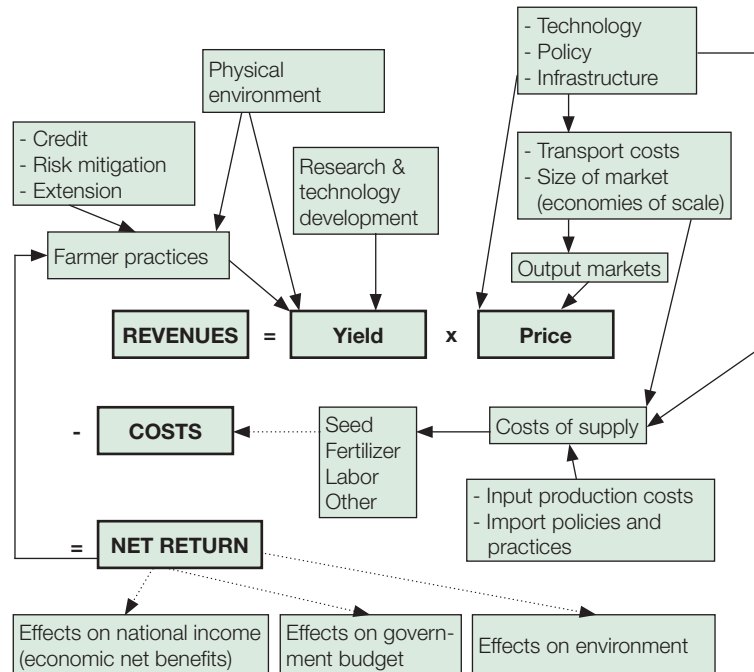 - Technology
- Policy
- Infrastructure
Physical
environment
- Credit
- Risk mitigation
- Extension
Research &
technology
development
- Transport costs
- Size of market
(economies of scale)
Farmer practices
Output markets
REVENUES = Yield x Price
- COSTS
Seed
Fertilizer
Labor
Other
Costs of supply
- Input production costs
- Import policies and
practices
= NET RETURN
Effects on national income
(economic net benefits)
Effects on govern-
ment budget
Effects on environment